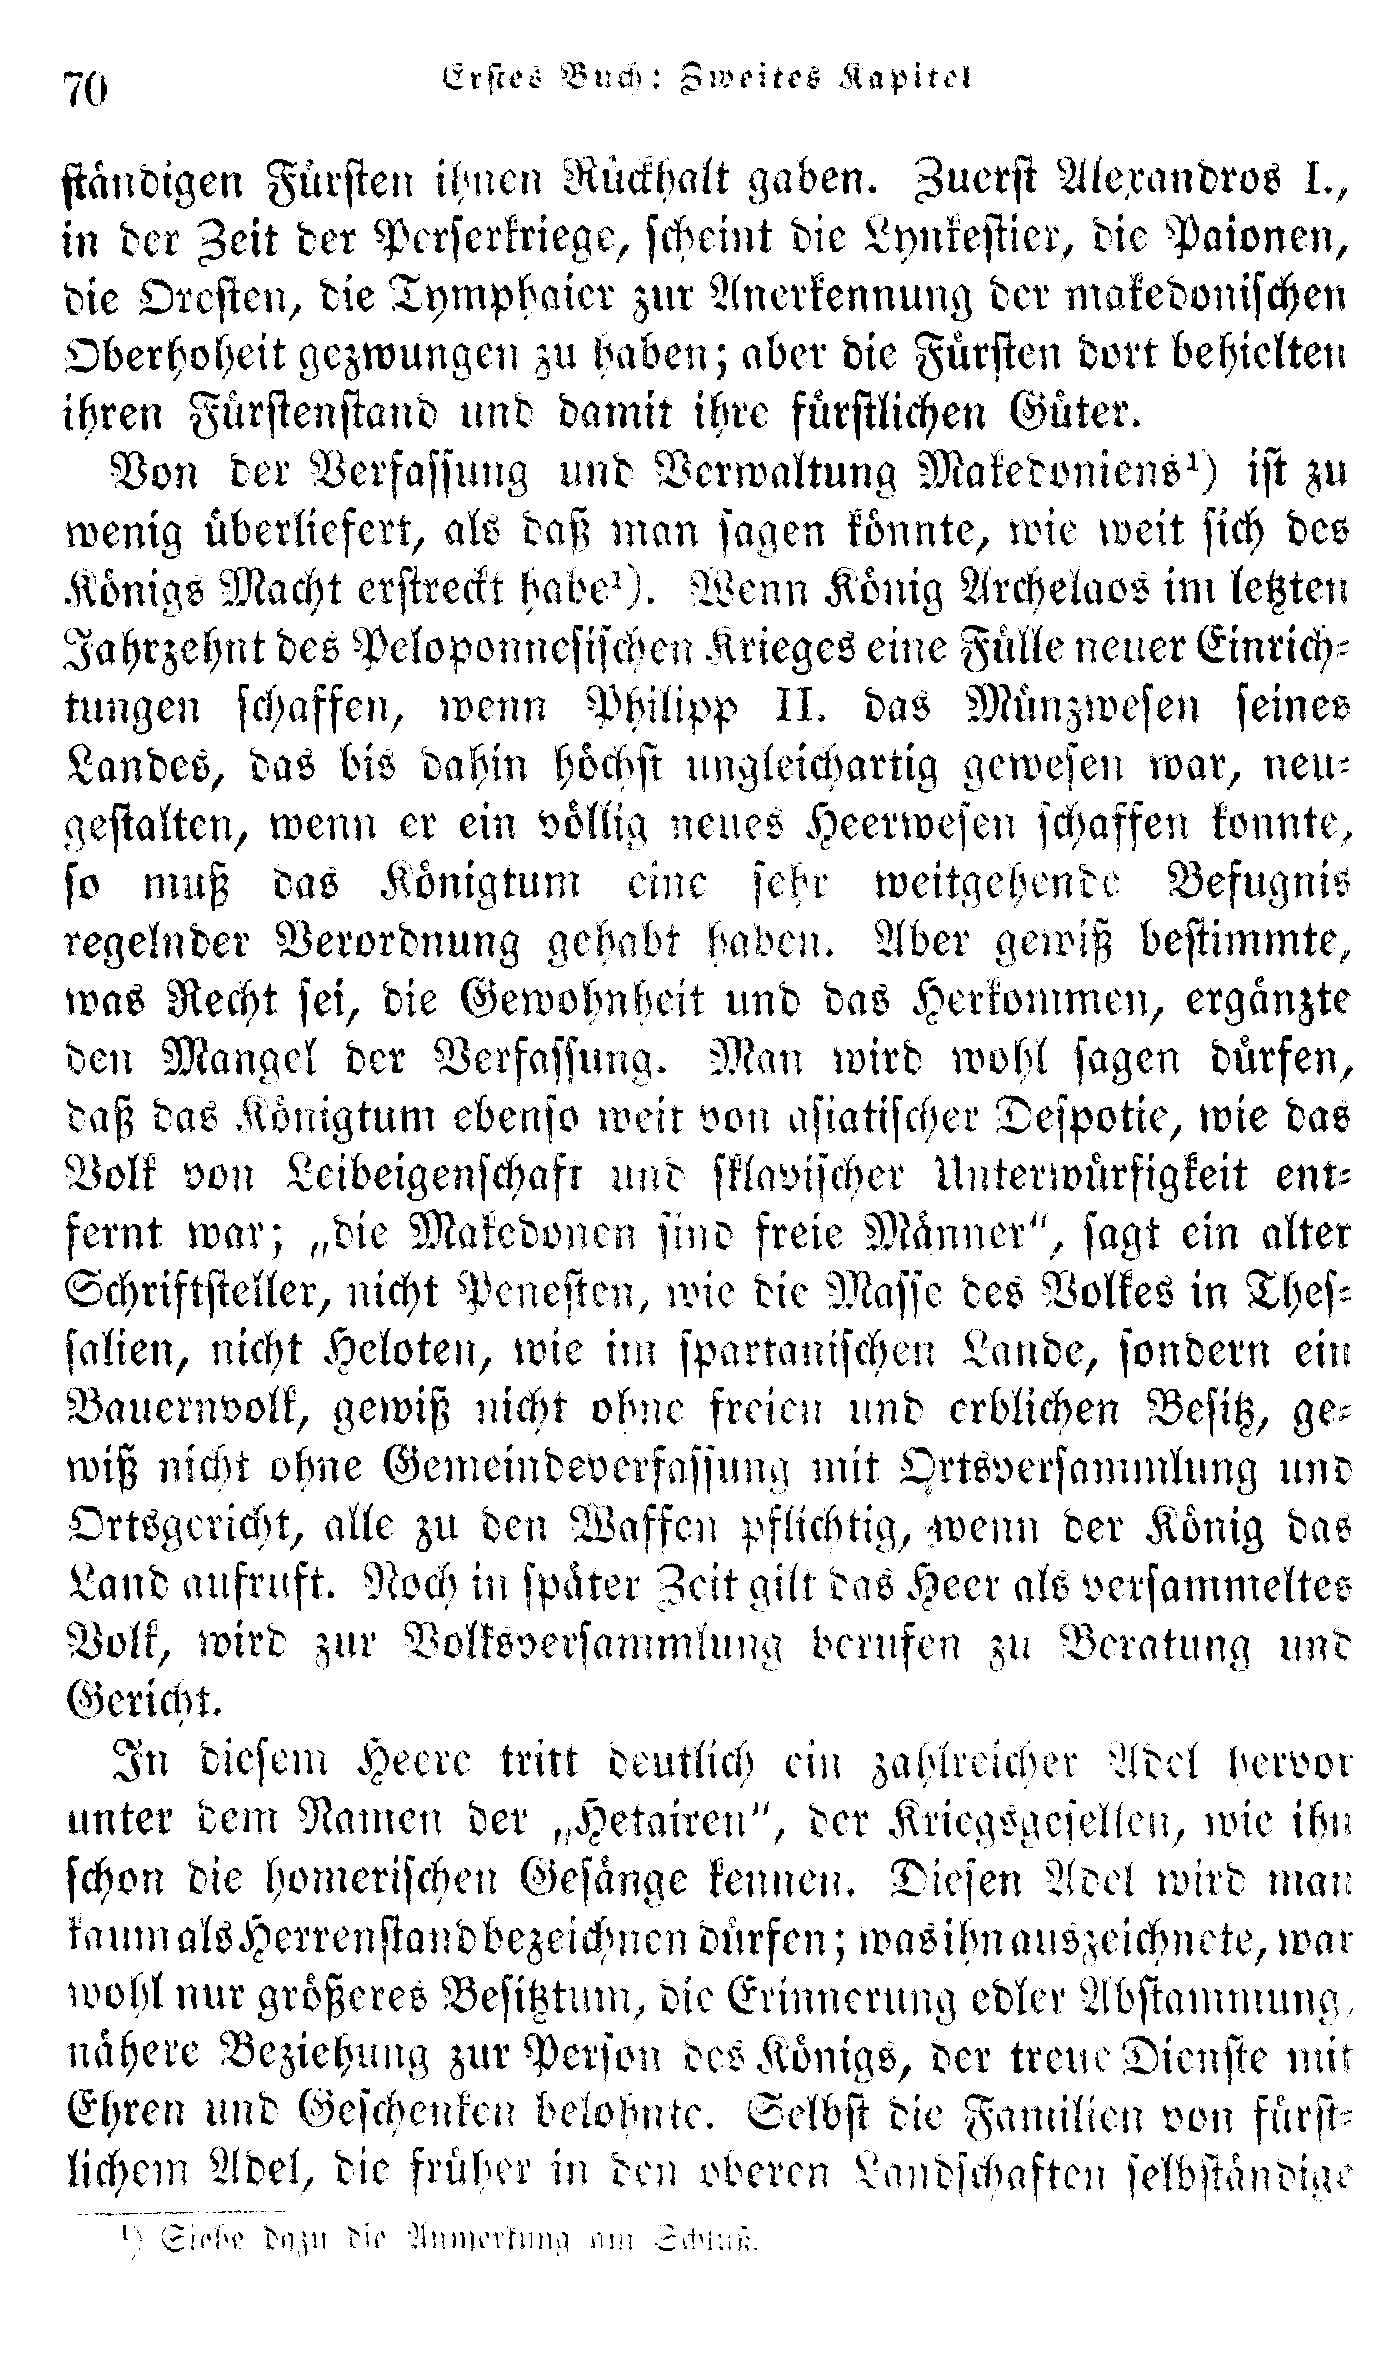 70
Erstes Buch: Zweites Kapitel
ständigen Fürsten ihnen Rückhalt gaben. Zuerst Alexandros I.,
in der Zeit der Perserkriege, scheint die Lynkestier, die Paionen,
die Oresten, die Tymphaier zur Anerkennung der makedonischen
Oberhoheit gezwungen zu haben; aber die Fürsten dort behielten
ihren Fürstenstand und damit ihre fürstlichen Güter.
Von der Verfassung und Verwaltung Makedoniens¹) ist zu
wenig überliefert, als daß man sagen könnte, wie weit sich des
Königs Macht erstreckt habe¹). Wenn König Archelaos im letzten
Jahrzehnt des Peloponnesischen Krieges eine Fülle neuer Einrich-
tungen schaffen, wenn Philipp II. das Münzwesen seines
Landes, das bis dahin höchst ungleichartig gewesen war, neu-
gestalten, wenn er ein völlig neues Heerwesen schaffen konnte,
so muß das Königtum eine sehr weitgehende Befugnis
regelnder Verordnung gehabt haben. Aber gewiß bestimmte,
was Recht sei, die Gewohnheit und das Herkommen, ergänzte
den Mangel der Verfassung. Man wird wohl sagen dürfen,
daß das Königtum ebenso weit von asiatischer Despotie, wie das
Volk von Leibeigenschaft und sklavischer Unterwürfigkeit ent-
fernt war; „die Makedonen sind freie Männer“, sagt ein alter
Schriftsteller, nicht Penesten, wie die Masse des Volkes in Thes-
salien, nicht Heloten, wie im spartanischen Lande, sondern ein
Bauernvolk, gewiß nicht ohne freien und erblichen Besitz, ge-
wiß nicht ohne Gemeindeverfassung mit Ortsversammlung und
Ortsgericht, alle zu den Waffen pflichtig, wenn der König das
Land aufruft. Noch in später Zeit gilt das Heer als versammeltes
Volk, wird zur Volksversammlung berufen zu Beratung und
Gericht.
In diesem Heere tritt deutlich ein zahlreicher Adel hervor
unter dem Namen der „Hetairen“, der Kriegsgesellen, wie ihn
schon die homerischen Gesänge kennen. Diesen Adel wird man
kaum als Herrenstand bezeichnen dürfen; was ihn auszeichnete, war
wohl nur größeres Besitztum, die Erinnerung edler Abstammung,
nähere Beziehung zur Person des Königs, der treue Dienste mit
Ehren und Geschenken belohnte. Selbst die Familien von fürst-
lichem Adel, die früher in den oberen Landschaften selbständige
¹) Siehe dazu die Anmerkung am Schluß.